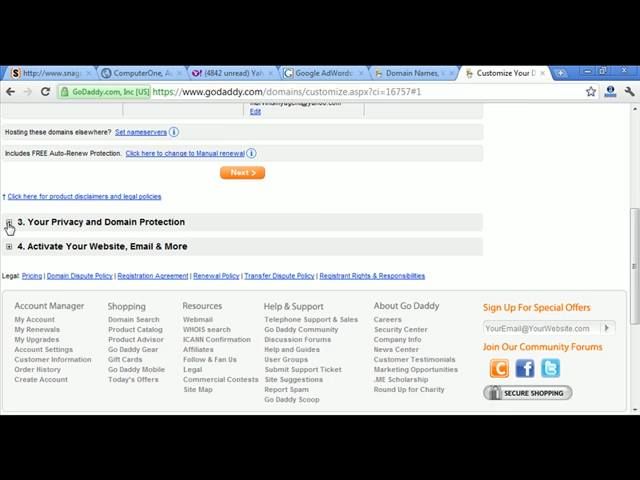 http://www.snag
ComputerOne, A
(4842 unread) Yah
Google AdWords
Domain Names,
Customize Your D
GoDaddy.com, Inc [US]
https://www.godaddy.com/domains/customize.aspx?ci=16757#1
Edit
Hosting these domains elsewhere? Set nameservers
Includes FREE Auto-Renew Protection. Click here to change to Manual renewal
Next >
† Click here for product disclaimers and legal policies
3. Your Privacy and Domain Protection
4. Activate Your Website, Email & More
Legal: Pricing | Domain Dispute Policy | Registration Agreement | Renewal Policy | Transfer Dispute Policy | Registrant Rights & Responsibilities
Account Manager
My Account
My Renewals
My Upgrades
Account Settings
Customer Information
Order History
Create Account
Shopping
Domain Search
Product Catalog
Product Advisor
Go Daddy Gear
Gift Cards
Go Daddy Mobile
Today's Offers
Resources
Webmail
WHOIS search
ICANN Confirmation
Affiliates
Follow & Fan Us
Legal
Commercial Contests
Site Map
Help & Support
Telephone Support & Sales
Go Daddy Community
Discussion Forums
Help and Guides
User Groups
Submit Support Ticket
Site Suggestions
Report Spam
Go Daddy Scoop
About Go Daddy
Careers
Security Center
Company Info
News Center
Customer Testimonials
Marketing Opportunities
.ME Scholarship
Round Up for Charity
Sign Up For Special Offers
YourEmail@YourWebsite.com
Join Our Community Forums
SECURE SHOPPING